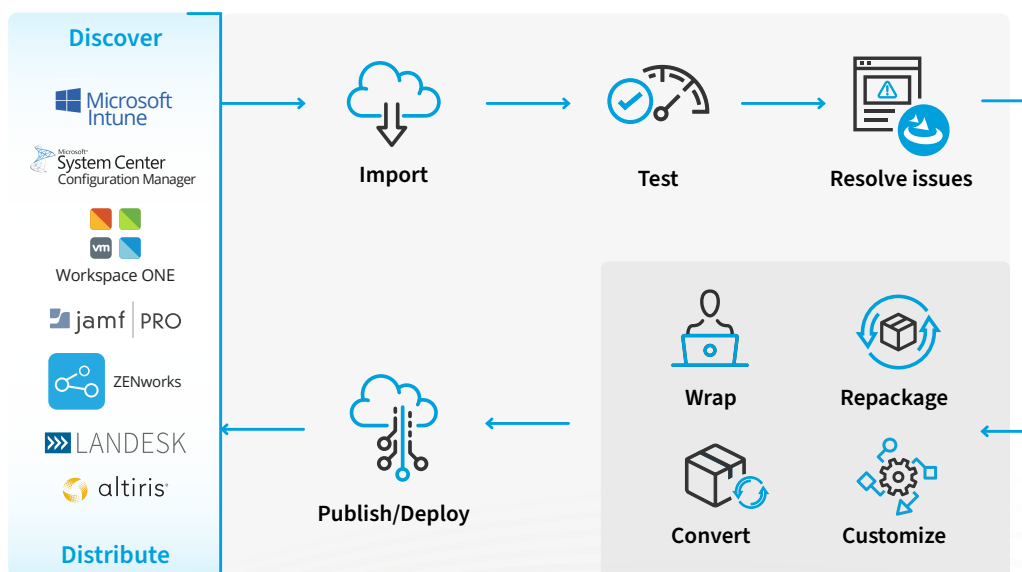 Discover
Microsoft
Intune
Microsoft®
System Center
Configuration Manager
vm
Workspace ONE
jamf PRO
ZENworks
LANDESK
altiris®
Distribute
Import
Test
Resolve issues
Wrap
Repackage
Convert
Customize
Publish/Deploy